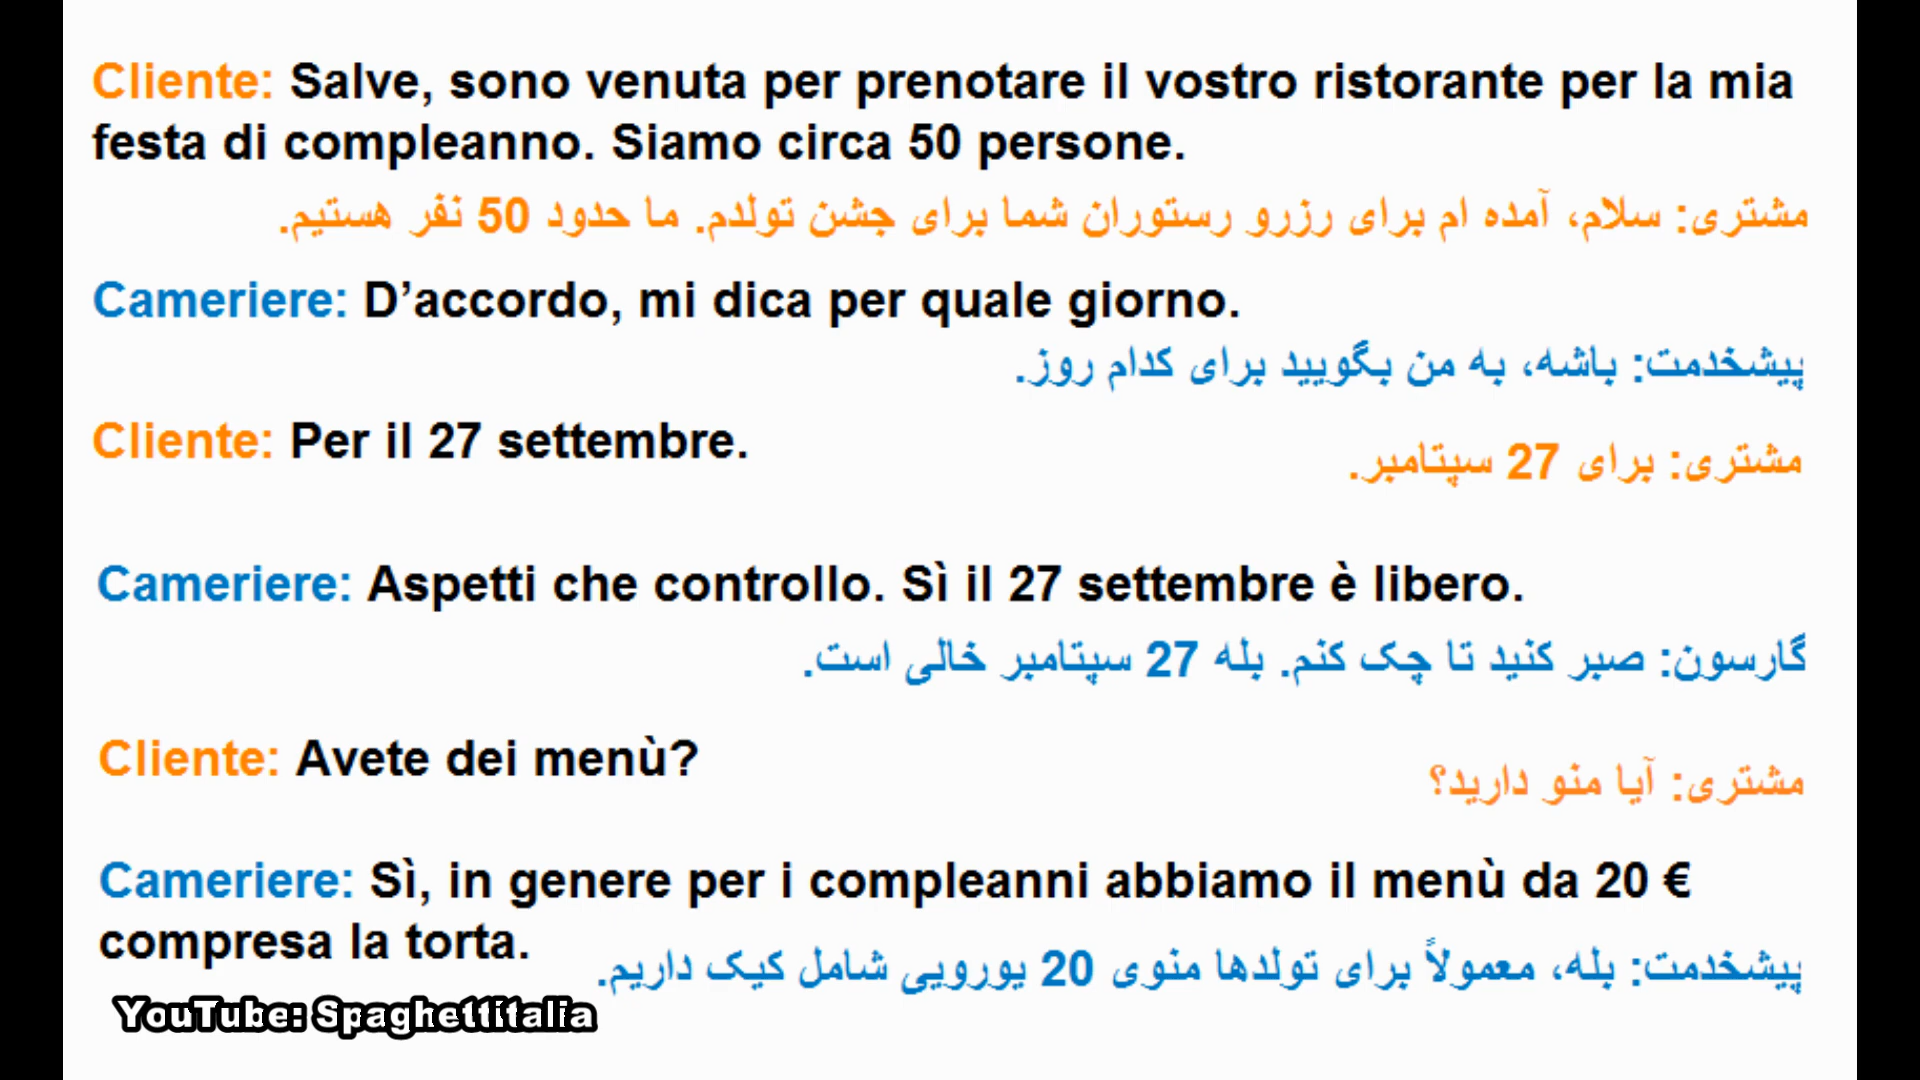 Cliente: Salve, sono venuta per prenotare il vostro ristorante per la mia
festa di compleanno. Siamo circa 50 persone.
مشتری: سلام، آمده ام برای رزرو رستوران شما برای جشن تولدم. ما حدود 50 نفر هستیم.
Cameriere: D’accordo, mi dica per quale giorno.
پیشخدمت: باشه، به من بگویید برای کدام روز.
Cliente: Per il 27 settembre.
مشتری: برای 27 سپتامبر.
Cameriere: Aspetti che controllo. Sì il 27 settembre è libero.
گارسون: صبر کنید تا چک کنم. بله 27 سپتامبر خالی است.
Cliente: Avete dei menù?
مشتری: آیا منو دارید؟
Cameriere: Sì, in genere per i compleanni abbiamo il menù da 20 €
compresa la torta.
پیشخدمت: بله، معمولاً برای تولدها منوی 20 یورویی شامل کیک داریم.
YouTube: Spaghettitalia